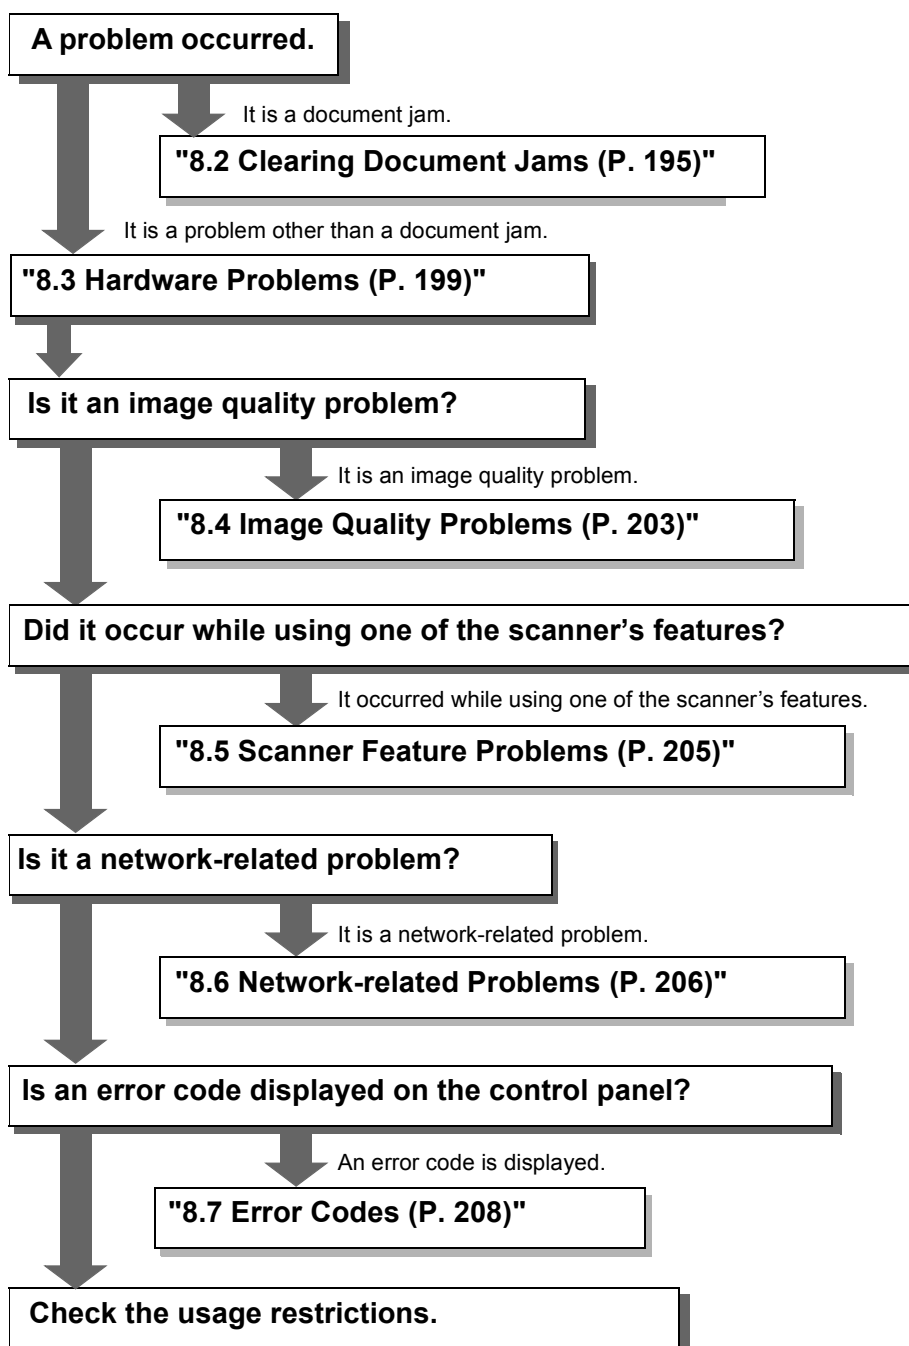 A problem occurred.
It is a document jam.
"8.2 Clearing Document Jams (P. 195)"
It is a problem other than a document jam.
"8.3 Hardware Problems (P. 199)"
Is it an image quality problem?
It is an image quality problem.
"8.4 Image Quality Problems (P. 203)"
Did it occur while using one of the scanner’s features?
It occurred while using one of the scanner’s features.
"8.5 Scanner Feature Problems (P. 205)"
Is it a network-related problem?
It is a network-related problem.
"8.6 Network-related Problems (P. 206)"
Is an error code displayed on the control panel?
An error code is displayed.
"8.7 Error Codes (P. 208)"
Check the usage restrictions.